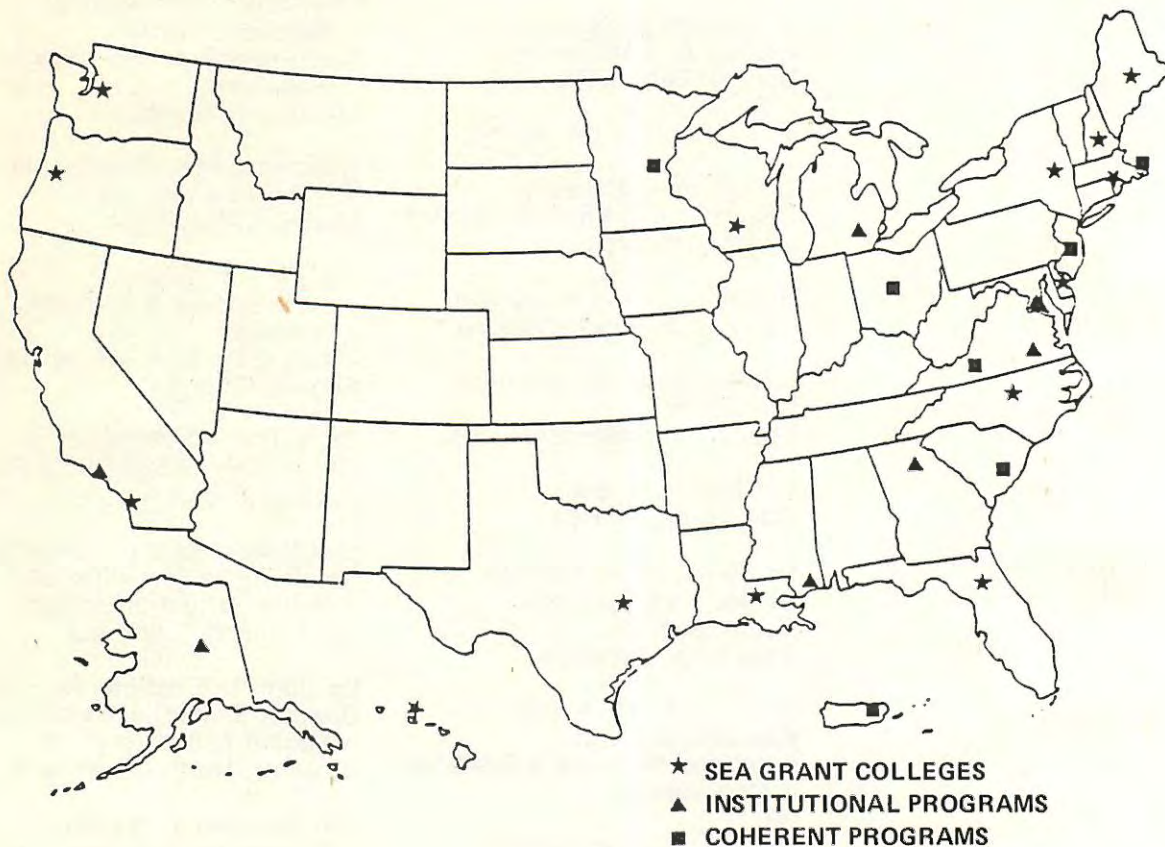 ★ SEA GRANT COLLEGES
▲ INSTITUTIONAL PROGRAMS
■ COHERENT PROGRAMS